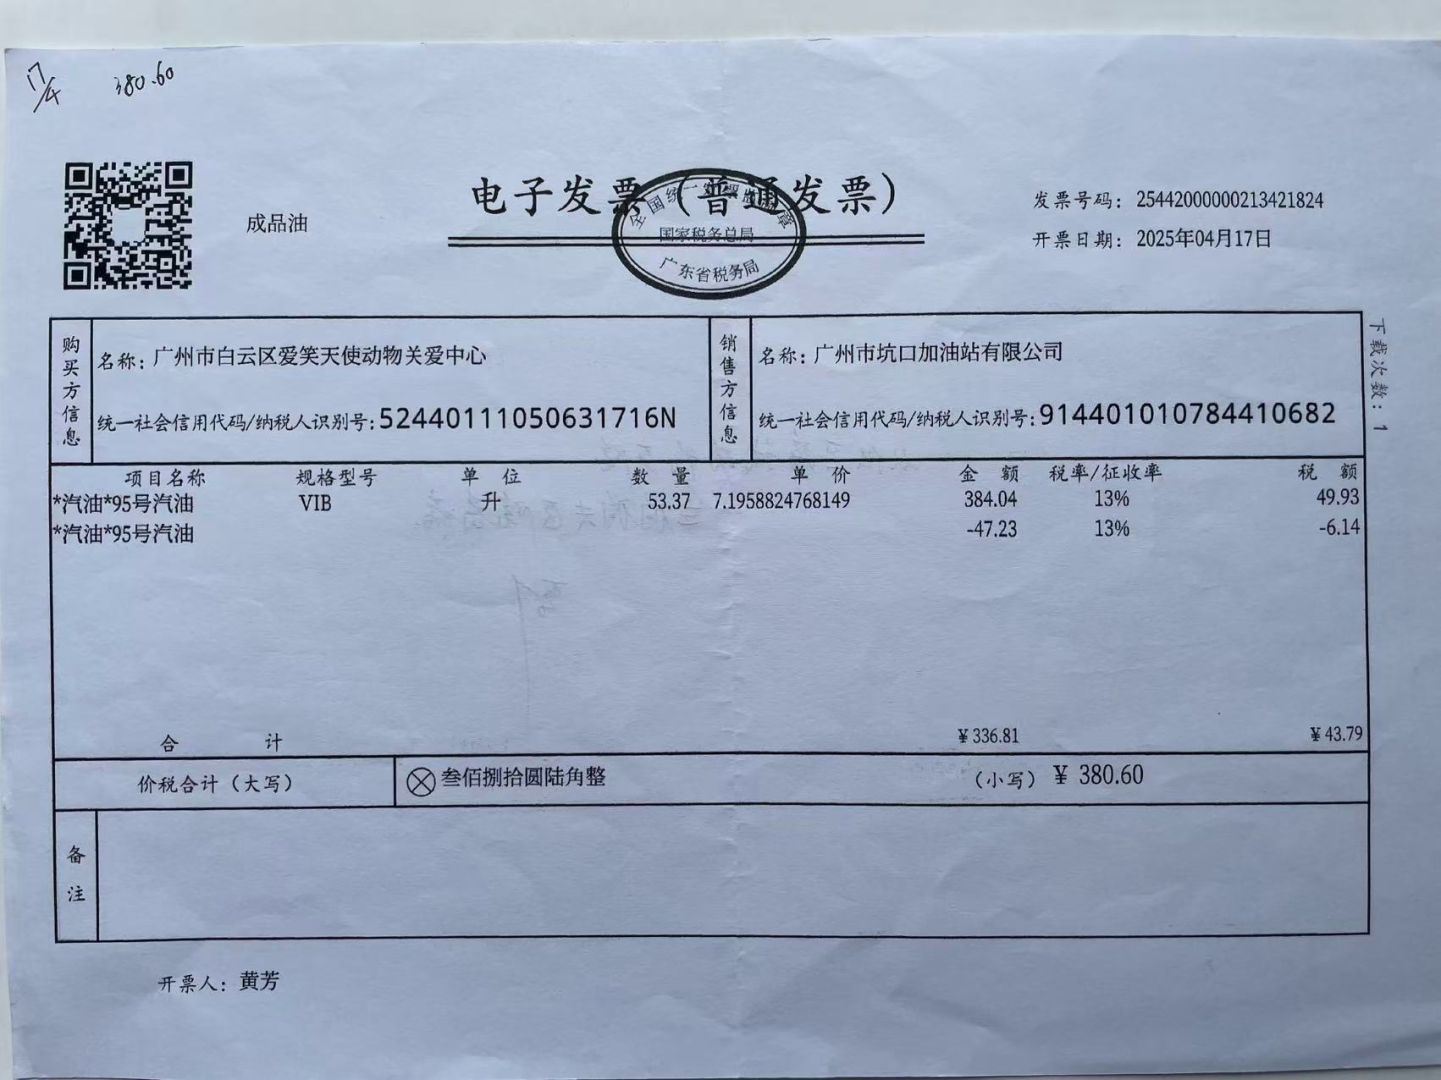 17/4 380.60
电子发票（普通发票）
全国统一发票监制章
国家税务总局
广东省税务局
成品油
发票号码：25442000000213421824
开票日期：2025年04月17日
下载次数：1
购买方信息
名称：广州市白云区爱笑天使动物关爱中心
统一社会信用代码/纳税人识别号：52440111050631716N
销售方信息
名称：广州市坑口加油站有限公司
统一社会信用代码/纳税人识别号：914401010784410682
项目名称 规格型号 单位 数量 单价 金额 税率/征收率 税额
*汽油*95号汽油 VIB 升 53.37 7.1958824768149 384.04 13% 49.93
*汽油*95号汽油 -47.23 13% -6.14
合计 ¥336.81 ¥43.79
价税合计（大写） 叁佰捌拾圆陆角整 （小写）¥ 380.60
备注
开票人：黄芳